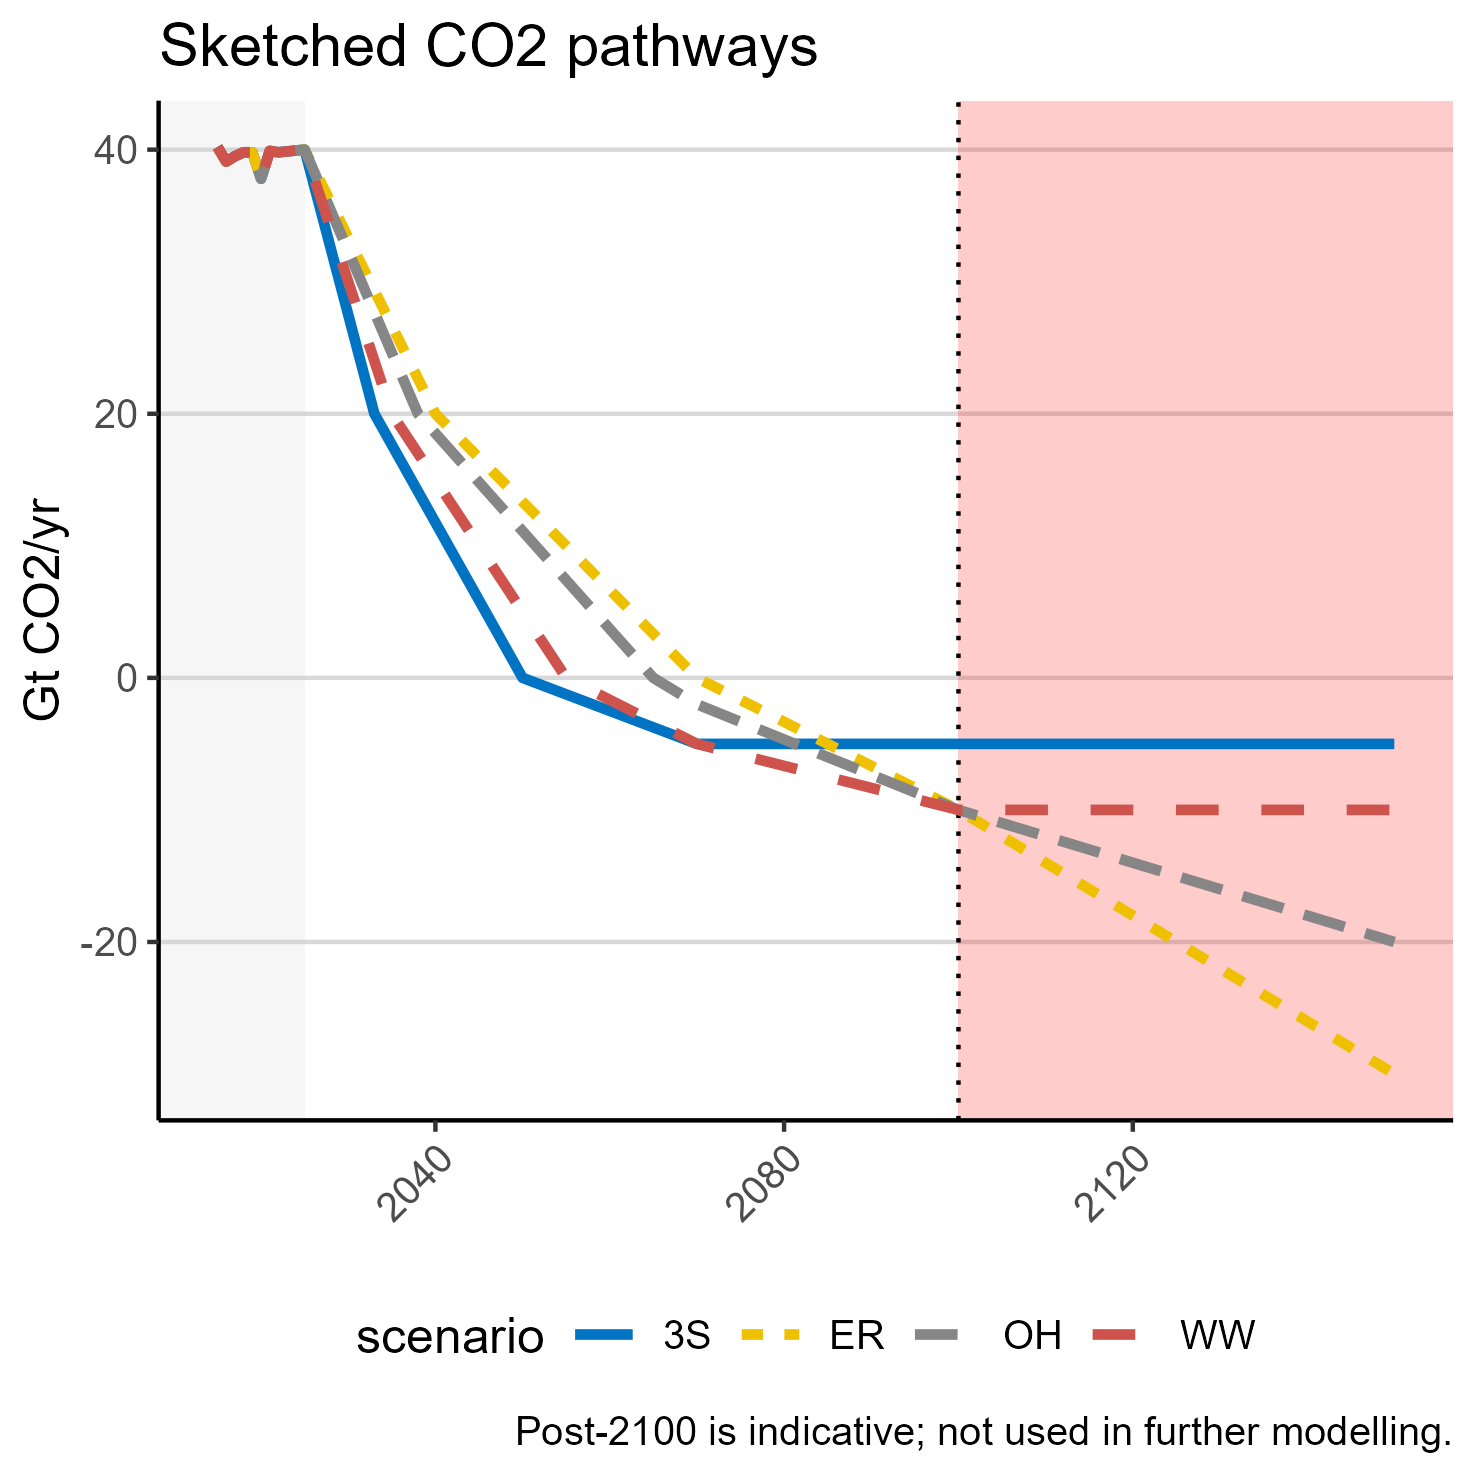 Sketched CO2 pathways
Gt CO2/yr
40
20
0
-20
2040
2080
2120
scenario 3S ER OH WW
Post-2100 is indicative; not used in further modelling.